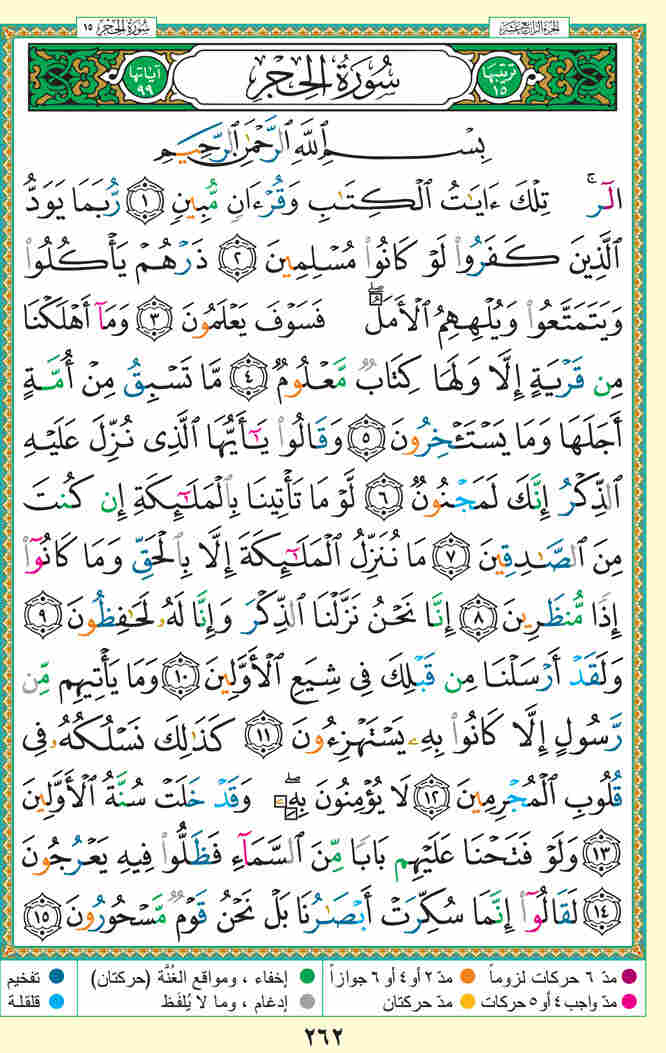 الجزء الرابع عشر
سُورَةُ الحِجْر ١٥
ترتيبها ١٥
سُورَةُ الحِجْرِ
آياتها ٩٩
بِسْمِ ٱللَّهِ ٱلرَّحْمَٰنِ ٱلرَّحِيمِ
الٓرۚ تِلْكَ ءَايَٰتُ ٱلْكِتَٰبِ وَقُرْءَانٍ مُّبِينٍ ١ رُّبَمَا يَوَدُّ
ٱلَّذِينَ كَفَرُوا۟ لَوْ كَانُوا۟ مُسْلِمِينَ ٢ ذَرْهُمْ يَأْكُلُوا۟
وَيَتَمَتَّعُوا۟ وَيُلْهِهِمُ ٱلْأَمَلُۖ فَسَوْفَ يَعْلَمُونَ ٣ وَمَآ أَهْلَكْنَا
مِن قَرْيَةٍ إِلَّا وَلَهَا كِتَابٌ مَّعْلُومٌ ٤ مَّا تَسْبِقُ مِنْ أُمَّةٍ
أَجَلَهَا وَمَا يَسْتَـْٔخِرُونَ ٥ وَقَالُوا۟ يَٰٓأَيُّهَا ٱلَّذِى نُزِّلَ عَلَيْهِ
ٱلذِّكْرُ إِنَّكَ لَمَجْنُونٌ ٦ لَّوْ مَا تَأْتِينَا بِٱلْمَلَٰٓئِكَةِ إِن كُنتَ
مِنَ ٱلصَّٰدِقِينَ ٧ مَا نُنَزِّلُ ٱلْمَلَٰٓئِكَةَ إِلَّا بِٱلْحَقِّ وَمَا كَانُوٓا۟
إِذًا مُّنظَرِينَ ٨ إِنَّا نَحْنُ نَزَّلْنَا ٱلذِّكْرَ وَإِنَّا لَهُۥ لَحَٰفِظُونَ ٩
وَلَقَدْ أَرْسَلْنَا مِن قَبْلِكَ فِى شِيَعِ ٱلْأَوَّلِينَ ١٠ وَمَا يَأْتِيهِم مِّن
رَّسُولٍ إِلَّا كَانُوا۟ بِهِۦ يَسْتَهْزِءُونَ ١١ كَذَٰلِكَ نَسْلُكُهُۥ فِى
قُلُوبِ ٱلْمُجْرِمِينَ ١٢ لَا يُؤْمِنُونَ بِهِۦۖ وَقَدْ خَلَتْ سُنَّةُ ٱلْأَوَّلِينَ
١٣ وَلَوْ فَتَحْنَا عَلَيْهِم بَابًا مِّنَ ٱلسَّمَآءِ فَظَلُّوا۟ فِيهِ يَعْرُجُونَ
١٤ لَقَالُوٓا۟ إِنَّمَا سُكِّرَتْ أَبْصَٰرُنَا بَلْ نَحْنُ قَوْمٌ مَّسْحُورُونَ ١٥
مدّ ٦ حركات لزوماً مدّ ٢ أو ٤ أو ٦ جوازاً إخفاء ، ومواقع الغُنَّة (حركتان) تفخيم
مدّ واجب ٤ أو ٥ حركات مدّ حركتان إدغام ، وما لا يُلفَظ قلقلة
٢٦٢